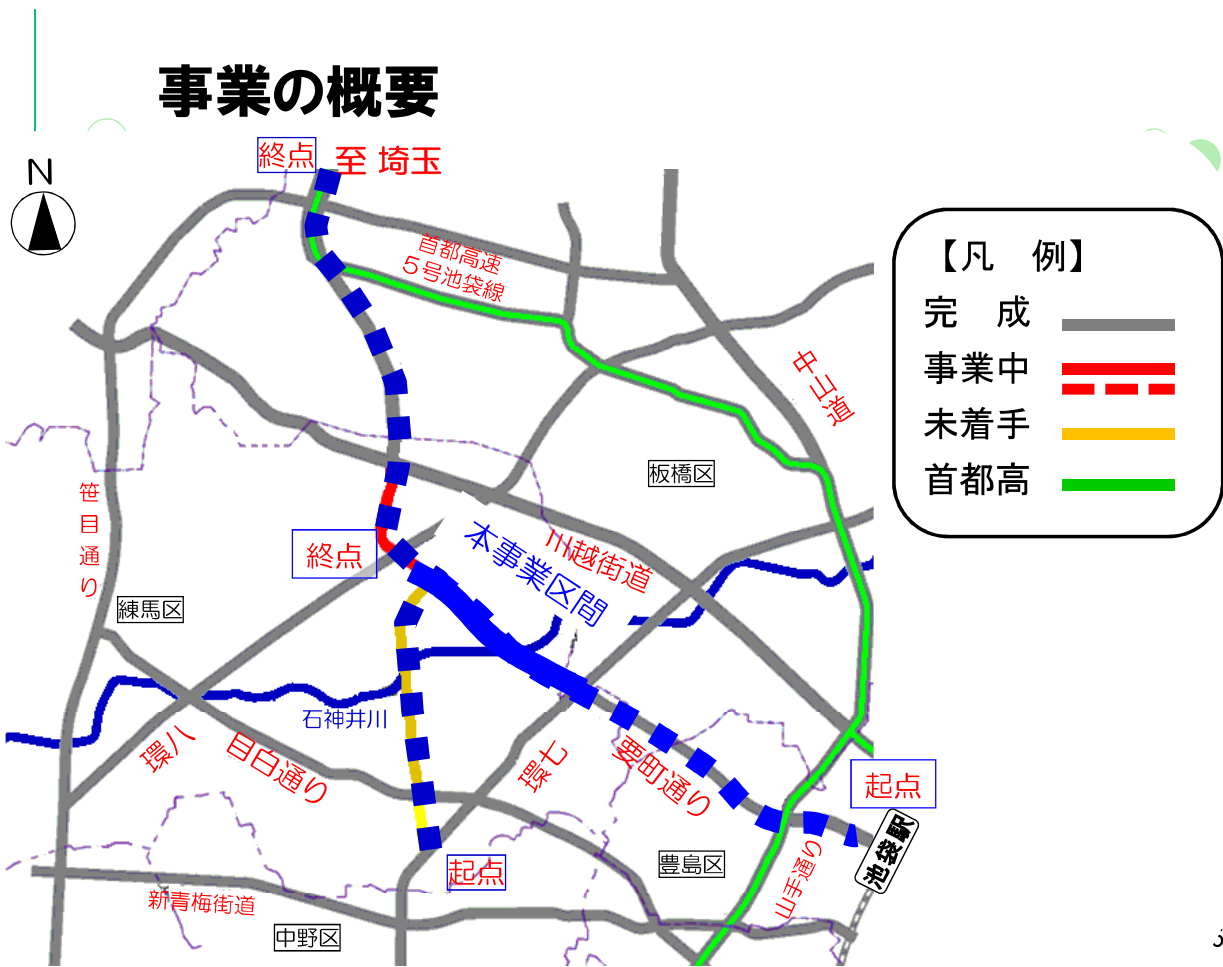 事業の概要
終点
至 埼玉
N
首都高速
５号池袋線
【凡　例】
完　成
事業中
未着手
首都高
中山道
板橋区
笹目通り
終点
本事業区間
川越街道
練馬区
石神井川
環八
目白通り
環七
要町通り
起点
池袋駅
豊島区
山手通り
起点
新青梅街道
中野区